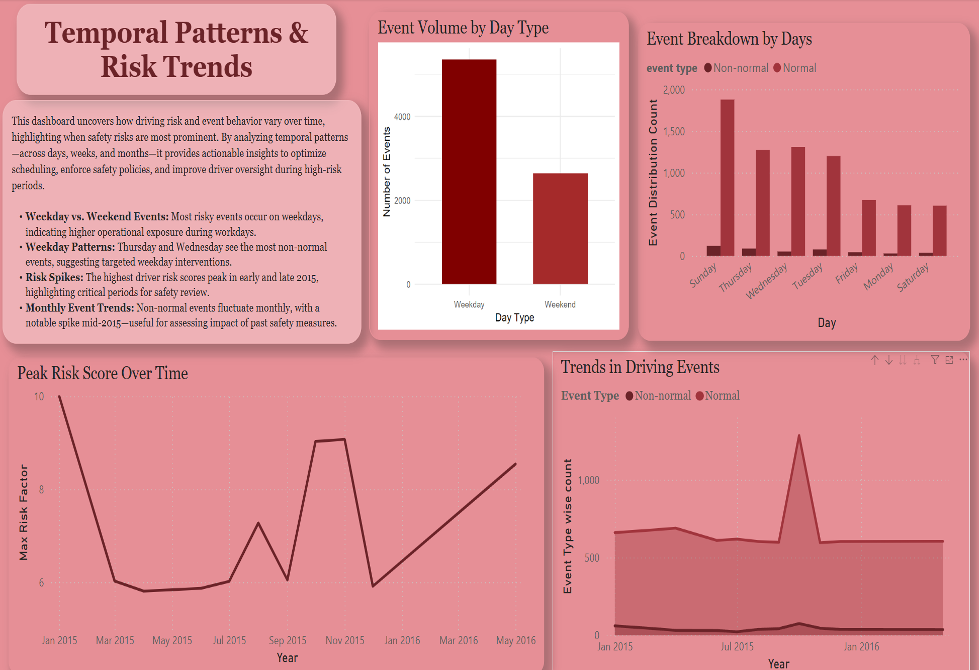 Temporal Patterns &
Risk Trends
This dashboard uncovers how driving risk and event behavior vary over time,
highlighting when safety risks are most prominent. By analyzing temporal patterns
—across days, weeks, and months—it provides actionable insights to optimize
scheduling, enforce safety policies, and improve driver oversight during high-risk
periods.
• Weekday vs. Weekend Events: Most risky events occur on weekdays,
indicating higher operational exposure during workdays.
• Weekday Patterns: Thursday and Wednesday see the most non-normal
events, suggesting targeted weekday interventions.
• Risk Spikes: The highest driver risk scores peak in early and late 2015,
highlighting critical periods for safety review.
• Monthly Event Trends: Non-normal events fluctuate monthly, with a
notable spike mid-2015—useful for assessing impact of past safety measures.
Event Volume by Day Type
Number of Events
4000
2000
0
Weekday Weekend
Day Type
Event Breakdown by Days
event type Non-normal Normal
Event Distribution Count
2,000
1,500
1,000
500
0
Sunday Thursday Wednesday Tuesday Friday Monday Saturday
Day
Peak Risk Score Over Time
Max Risk Factor
10
8
6
Jan 2015 Mar 2015 May 2015 Jul 2015 Sep 2015 Nov 2015 Jan 2016 Mar 2016 May 2016
Year
Trends in Driving Events
Event Type Non-normal Normal
Event Type wise count
1,000
500
0
Jan 2015 Jul 2015 Jan 2016
Year